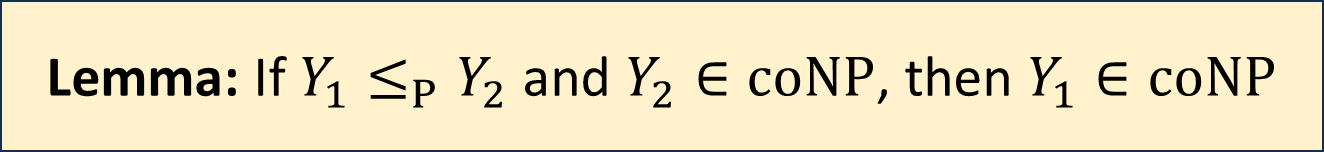 Lemma: If Y₁ ≤ₚ Y₂ and Y₂ ∈ coNP, then Y₁ ∈ coNP